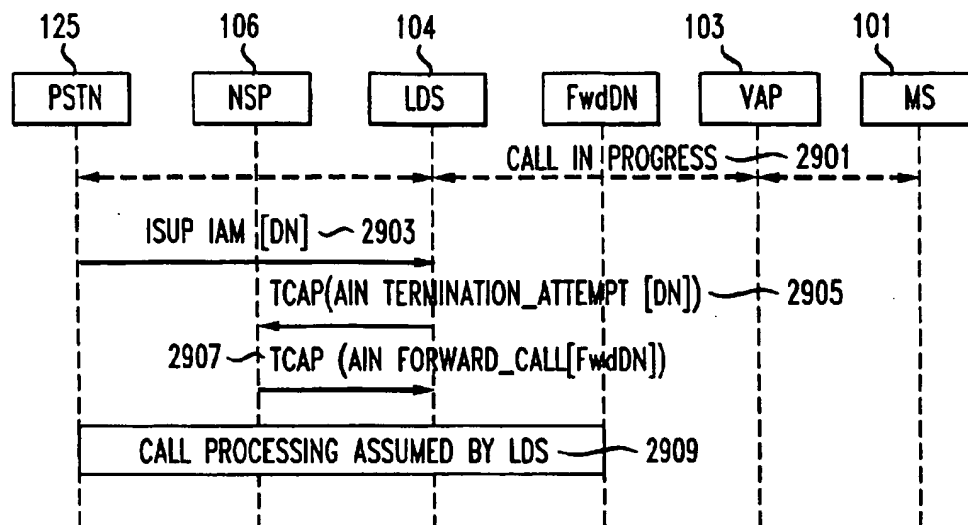 125 106 104 103 101
PSTN NSP LDS FwdDN VAP MS
CALL IN PROGRESS 2901
ISUP IAM [DN] 2903
TCAP(AIN TERMINATION_ATTEMPT [DN]) 2905
2907 TCAP (AIN FORWARD_CALL[FwdDN])
CALL PROCESSING ASSUMED BY LDS 2909